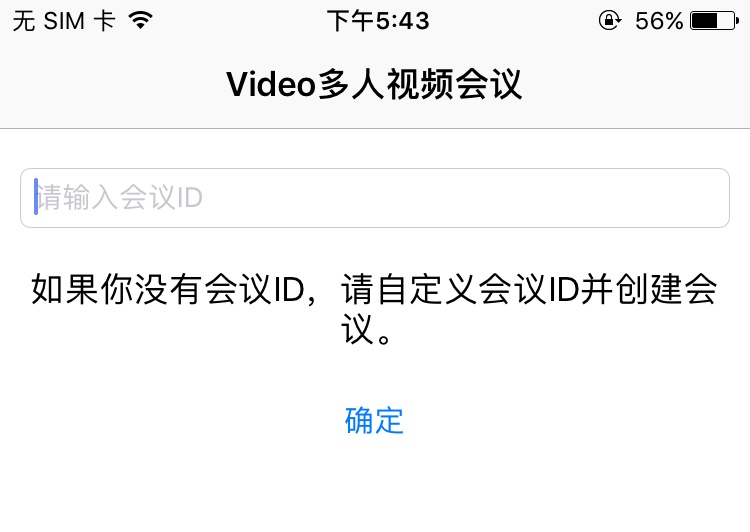 无 SIM 卡 下午5:43 56%
Video多人视频会议
请输入会议ID
如果你没有会议ID，请自定义会议ID并创建会
议。
确定